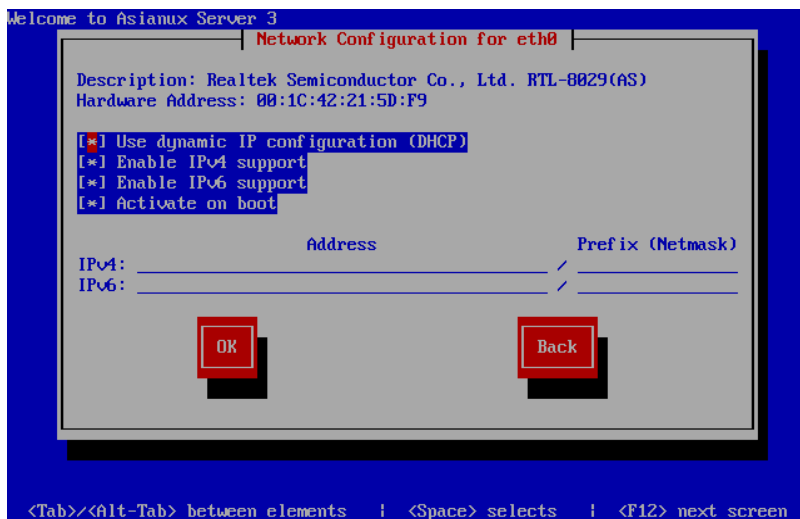 Welcome to Asianux Server 3
Network Configuration for eth0
Description: Realtek Semiconductor Co., Ltd. RTL-8029(AS)
Hardware Address: 00:1C:42:21:5D:F9
[*] Use dynamic IP configuration (DHCP)
[*] Enable IPv4 support
[*] Enable IPv6 support
[*] Activate on boot
Address Prefix (Netmask)
IPv4: /
IPv6: /
OK Back
<Tab>/<Alt-Tab> between elements | <Space> selects | <F12> next screen